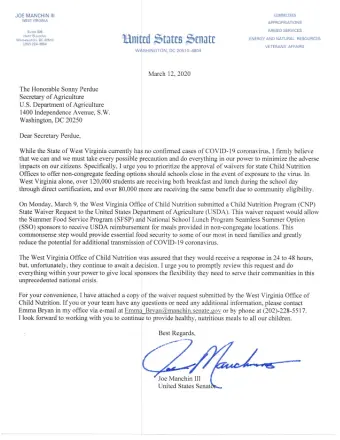 JOE MANCHIN III
WEST VIRGINIA
United States Senate
WASHINGTON, DC 20510-4804
COMMITTEES
APPROPRIATIONS
ARMED SERVICES
ENERGY AND NATURAL RESOURCES
VETERANS' AFFAIRS
March 12, 2020
The Honorable Sonny Perdue
Secretary of Agriculture
U.S. Department of Agriculture
1400 Independence Avenue, S.W.
Washington, DC 20250
Dear Secretary Perdue,
While the State of West Virginia currently has no confirmed cases of COVID-19 coronavirus, I firmly believe
that we can and we must take every possible precaution and do everything in our power to minimize the adverse
impacts on our citizens. Specifically, I urge you to prioritize the approval of waivers for state Child Nutrition
Offices to offer non-congregate feeding options should schools close in the event of exposure to the virus. In
West Virginia alone, over 120,000 students are receiving both breakfast and lunch during the school day
through direct certification, and over 80,000 more are receiving the same benefit due to community eligibility.
On Monday, March 9, the West Virginia Office of Child Nutrition submitted a Child Nutrition Program (CNP)
State Waiver Request to the United States Department of Agriculture (USDA). This waiver request would allow
the Summer Food Service Program (SFSP) and National School Lunch Program Seamless Summer Option
(SSO) sponsors to receive USDA reimbursement for meals provided in non-congregate locations. This
commonsense step would provide essential food security to some of our most in need families and greatly
reduce the potential for additional transmission of COVID-19 coronavirus.
The West Virginia Office of Child Nutrition was assured that they would receive a response in 24 to 48 hours,
but, unfortunately, they continue to await a decision. I urge you to promptly review this request and do
everything within your power to give local sponsors the flexibility they need to serve their communities in this
unprecedented national crisis.
For your convenience, I have attached a copy of the waiver request submitted by the West Virginia Office of
Child Nutrition. If you or your team have any questions or need any additional information, please contact
Emma Bryan in my office via e-mail at Emma_Bryan@manchin.senate.gov or by phone at (202)-228-5517.
I look forward to working with you to continue to provide healthy, nutritious meals to all our children.
Best Regards,
Joe Manchin
Joe Manchin III
United States Senator